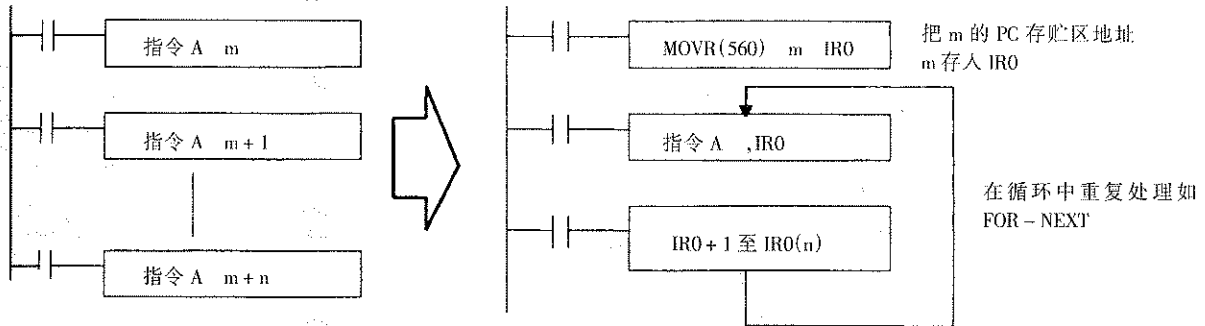 指令 A m
指令 A m+1
指令 A m+n
MOVR(560) m IR0
把 m 的 PC 存贮区地址
m 存入 IR0
指令 A ,IR0
IR0+1 至 IR0(n)
在循环中重复处理如
FOR-NEXT